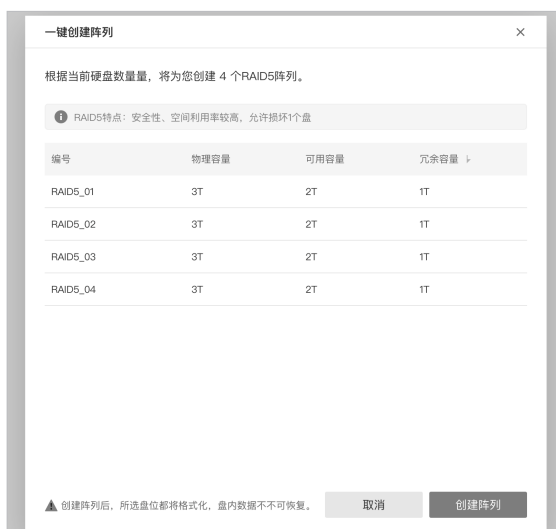 一键创建阵列
根据当前硬盘数量量，将为您创建 4 个RAID5阵列。
RAID5特点：安全性、空间利用率较高，允许损坏1个盘
编号 物理容量 可用容量 冗余容量
RAID5_01 3T 2T 1T
RAID5_02 3T 2T 1T
RAID5_03 3T 2T 1T
RAID5_04 3T 2T 1T
创建阵列后，所选盘位都将格式化，盘内数据不不可恢复。 取消 创建阵列